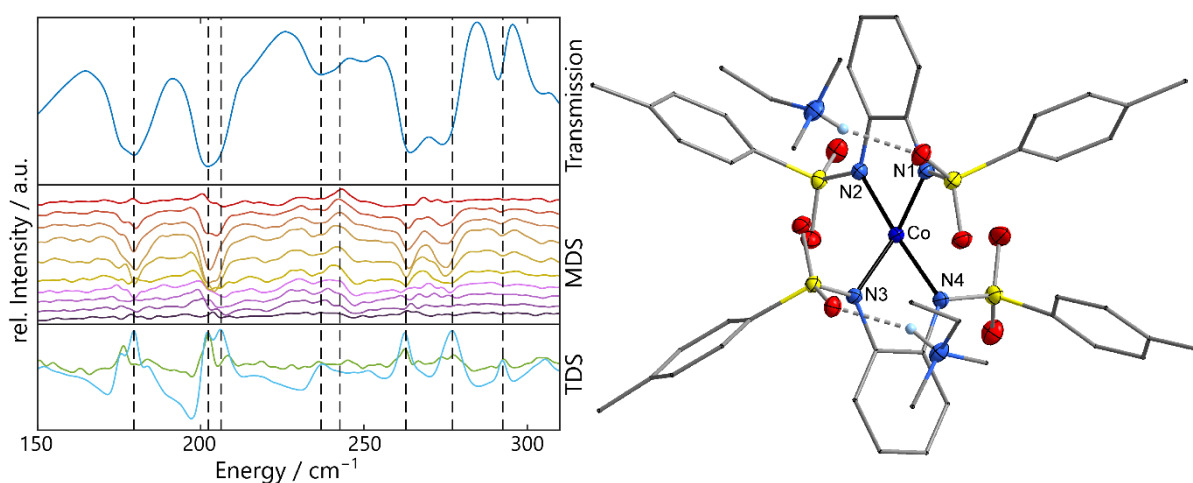 rel. Intensity / a.u.
Transmission
MDS
TDS
150
200
250
300
Energy / cm⁻¹
N2
N1
Co
N3
N4